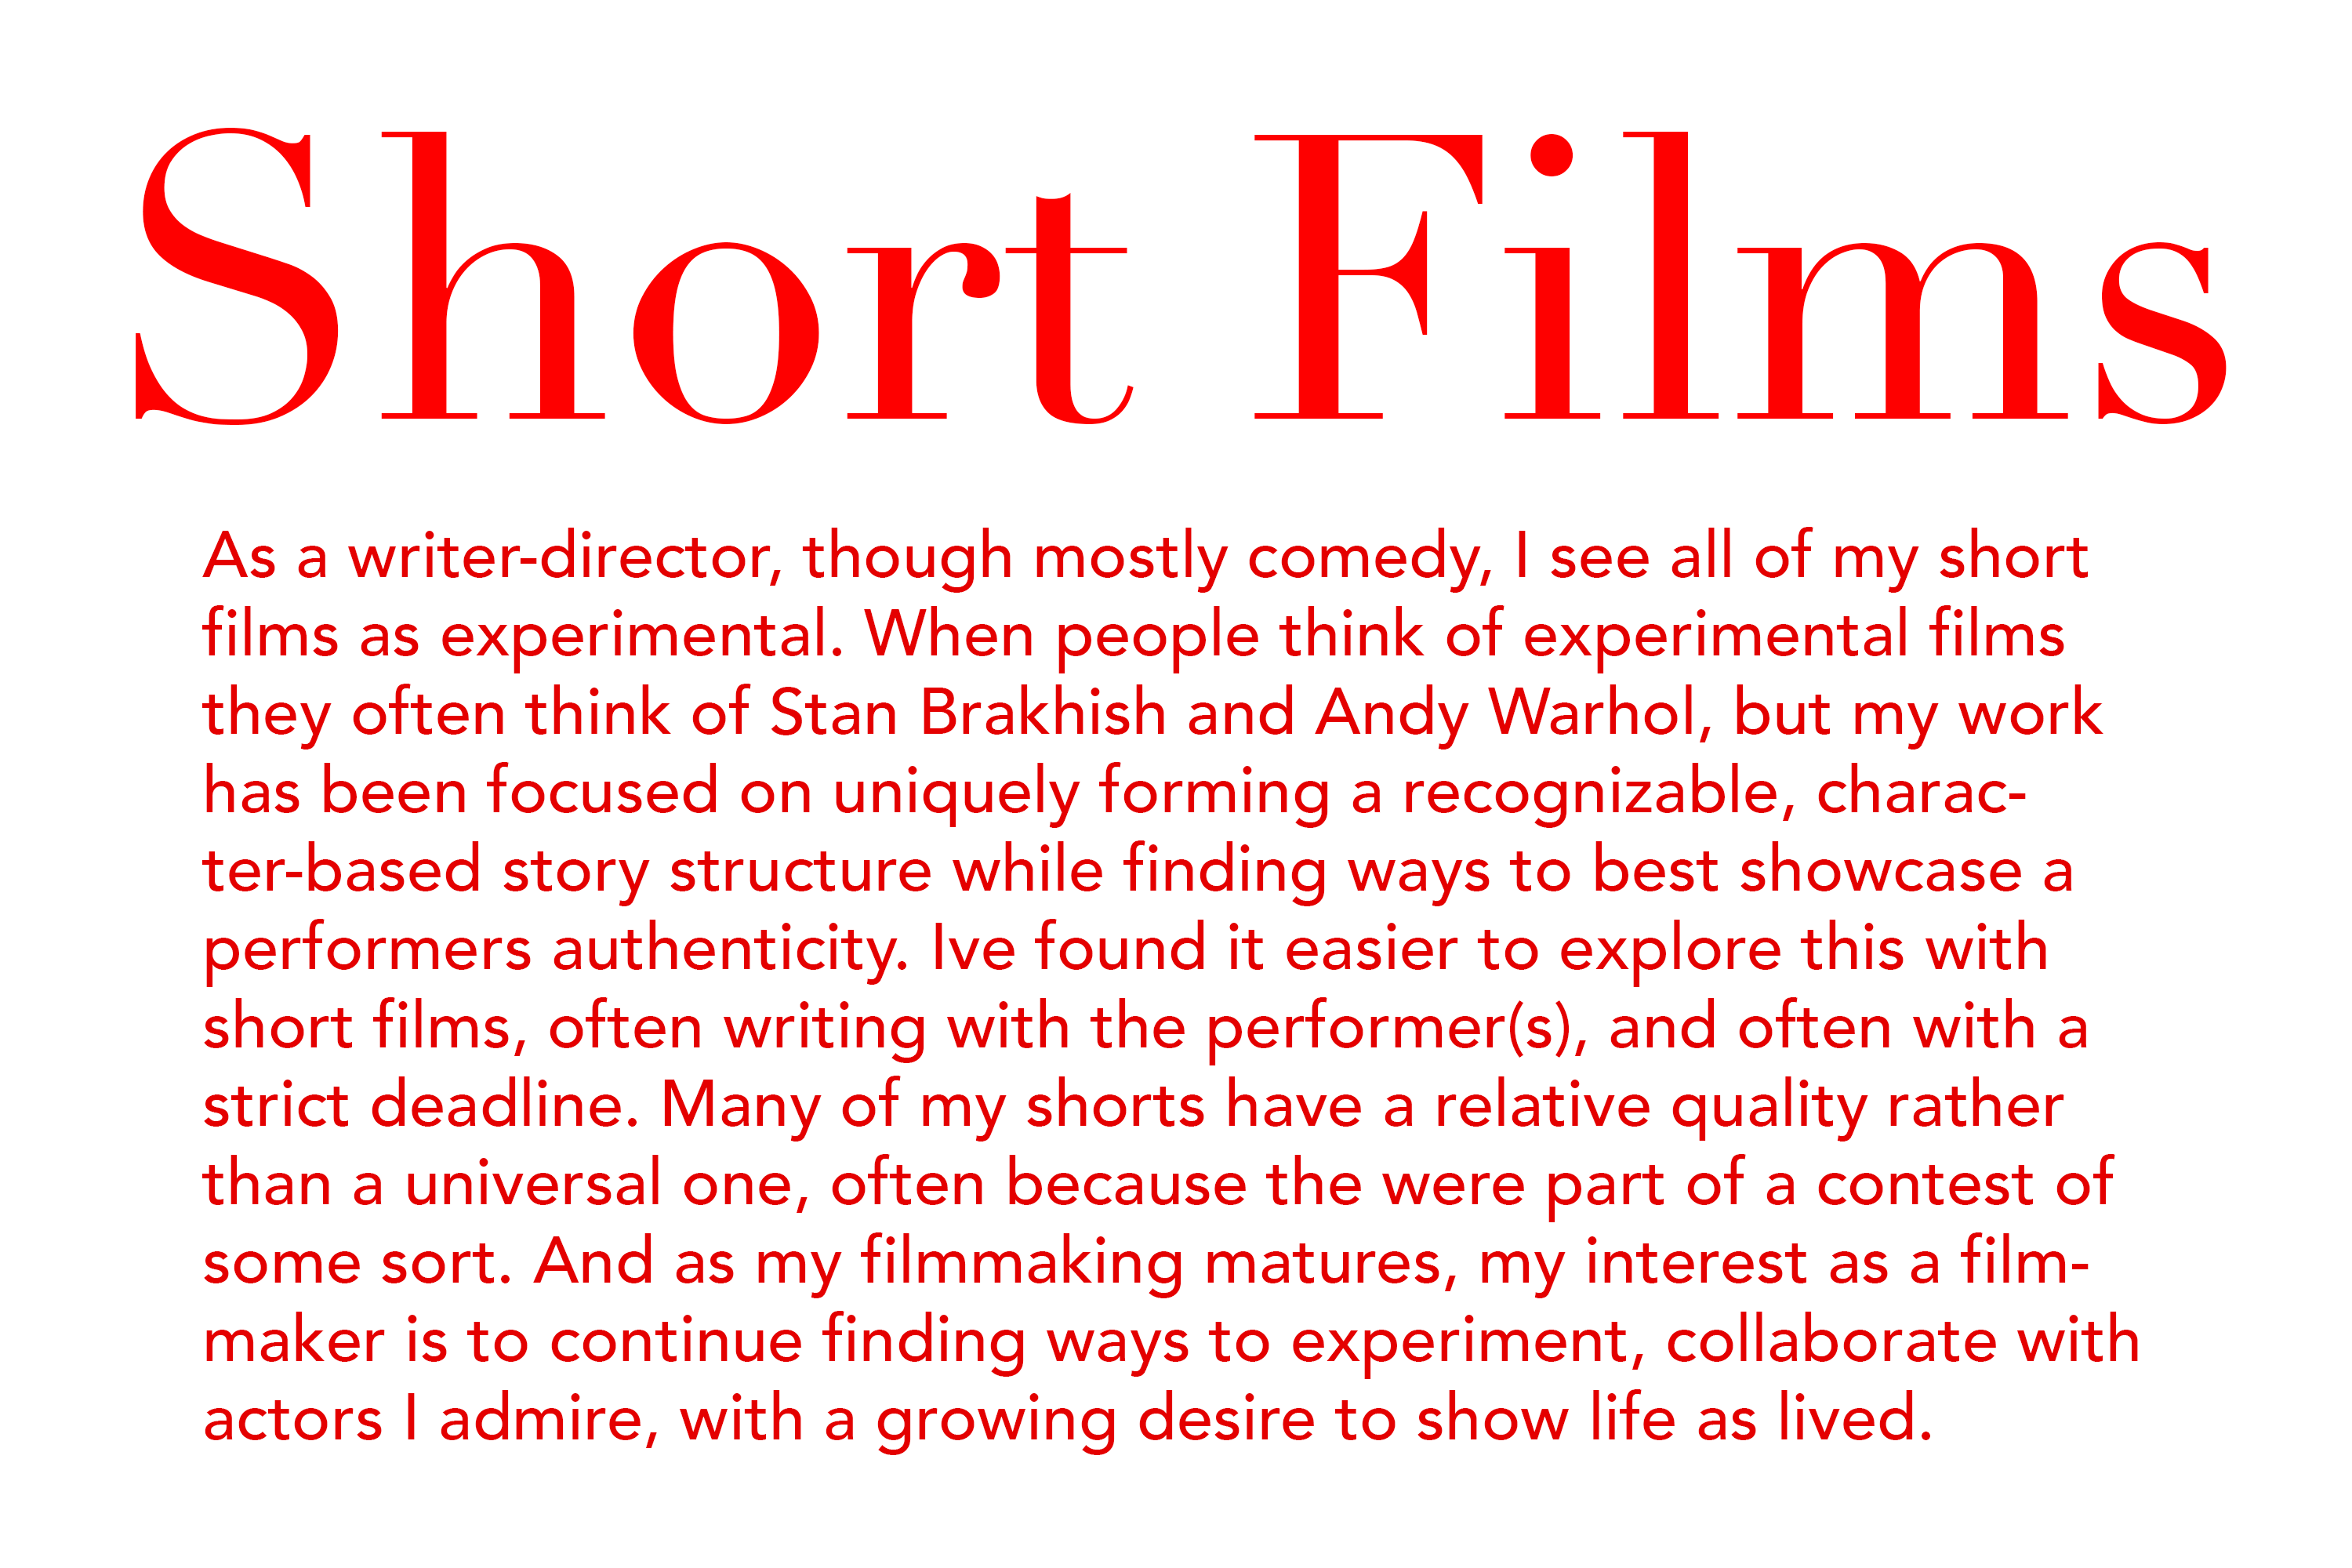 Short Films
As a writer-director, though mostly comedy, I see all of my short
films as experimental. When people think of experimental films
they often think of Stan Brakhish and Andy Warhol, but my work
has been focused on uniquely forming a recognizable, charac-
ter-based story structure while finding ways to best showcase a
performers authenticity. Ive found it easier to explore this with
short films, often writing with the performer(s), and often with a
strict deadline. Many of my shorts have a relative quality rather
than a universal one, often because the were part of a contest of
some sort. And as my filmmaking matures, my interest as a film-
maker is to continue finding ways to experiment, collaborate with
actors I admire, with a growing desire to show life as lived.